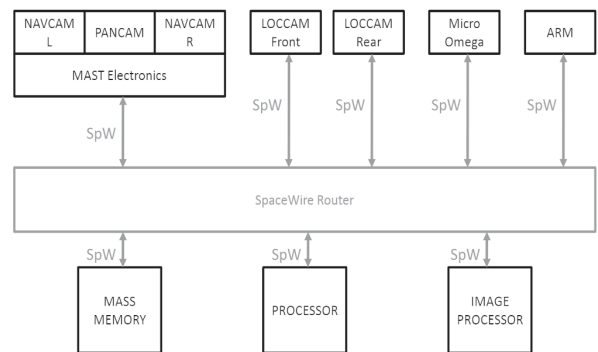 NAVCAM L PANCAM NAVCAM R
MAST Electronics
LOCCAM Front
LOCCAM Rear
Micro Omega
ARM
SpW SpW SpW SpW SpW
SpaceWire Router
SpW SpW SpW
MASS MEMORY
PROCESSOR
IMAGE PROCESSOR